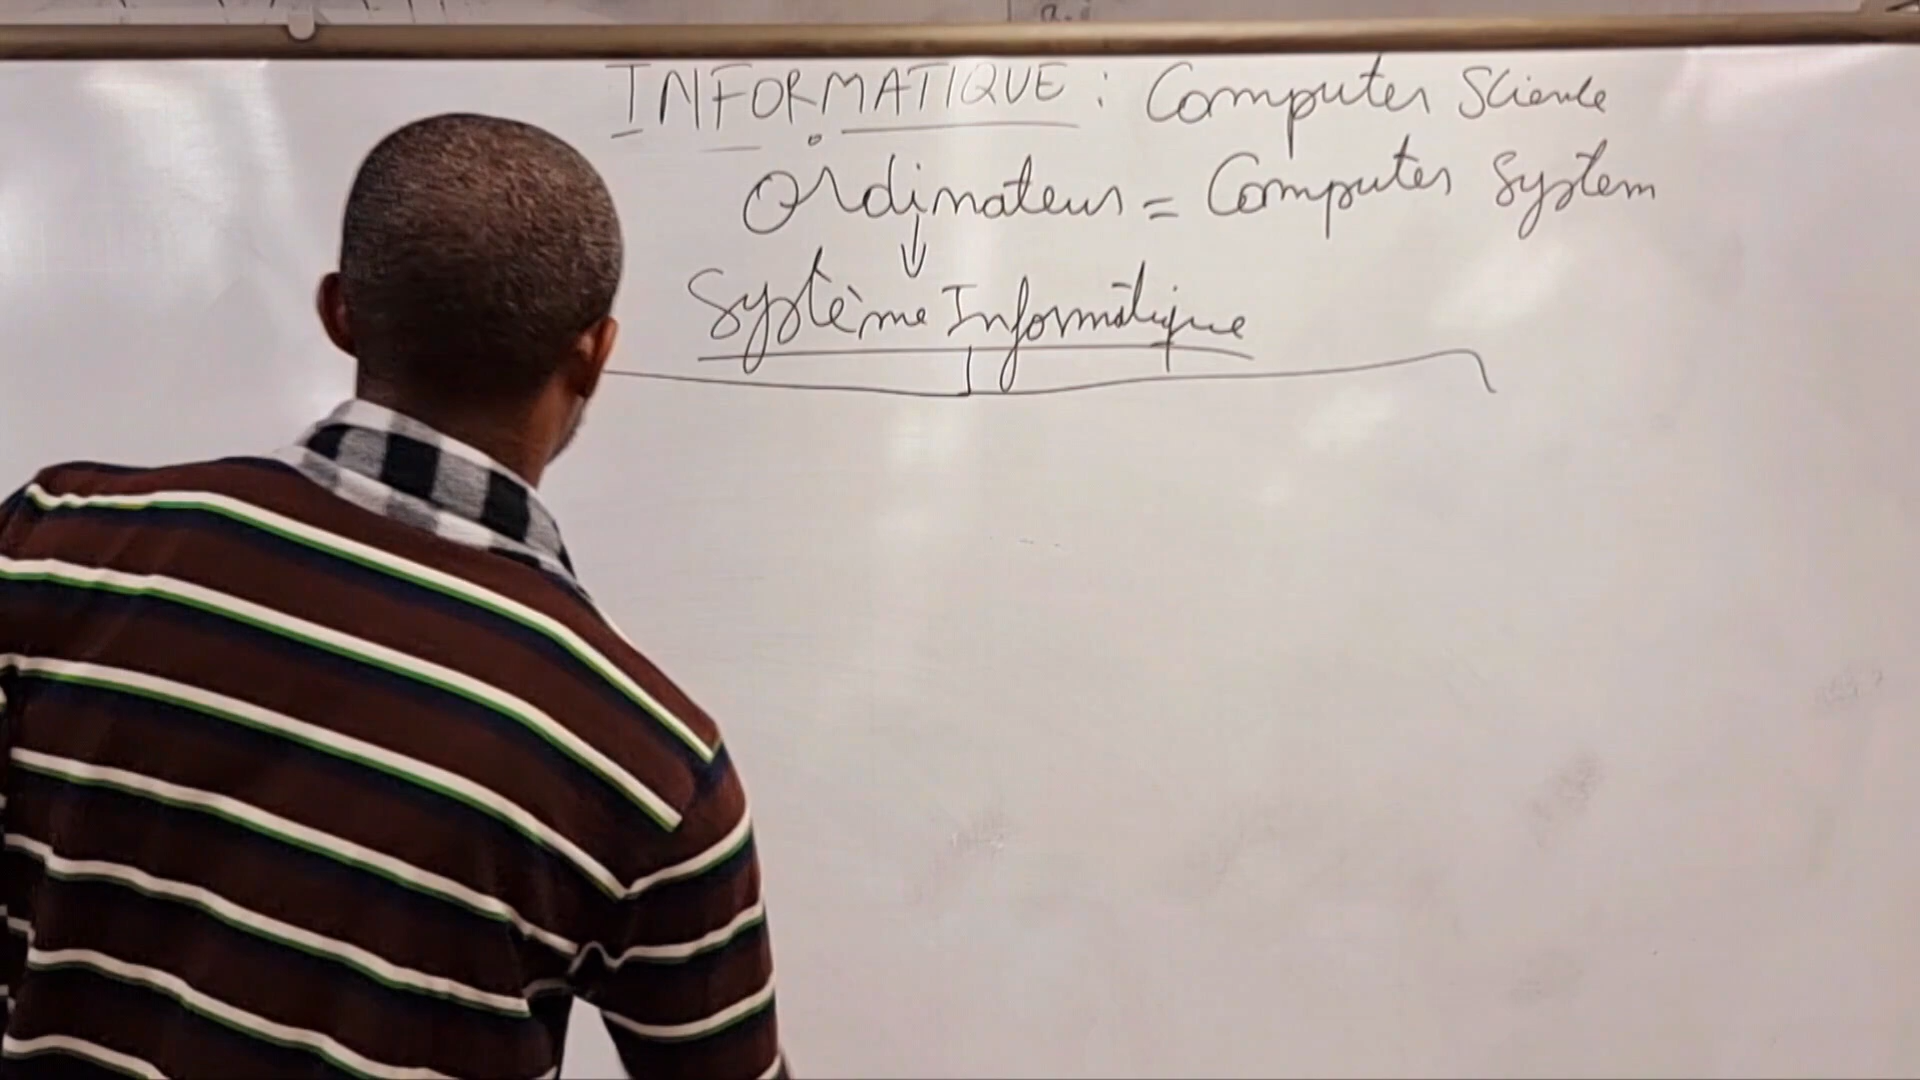 a.
INFORMATIQUE : Computer Science
Ordinateur = Computer System
Système Informatique